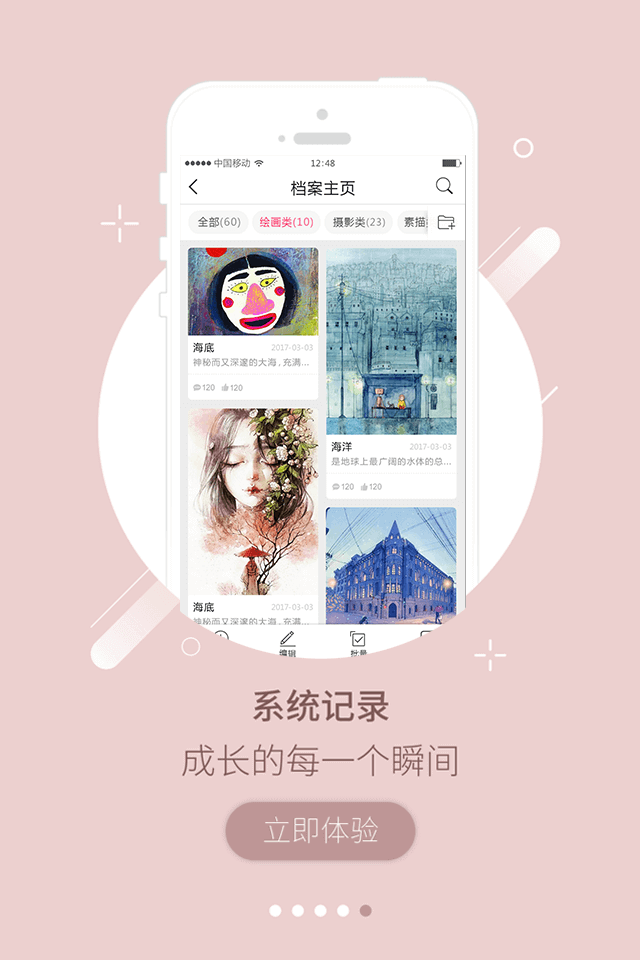 中国移动 12:48
档案主页
全部(60) 绘画类(10) 摄影类(23) 素描
海底 2017-03-03
神秘而又深邃的大海,充满...
120 120
海洋 2017-03-03
是地球上最广阔的水体的总...
120 120
海底 2017-03-03
神秘而又深邃的大海,充满...
编辑 批量
系统记录
成长的每一个瞬间
立即体验